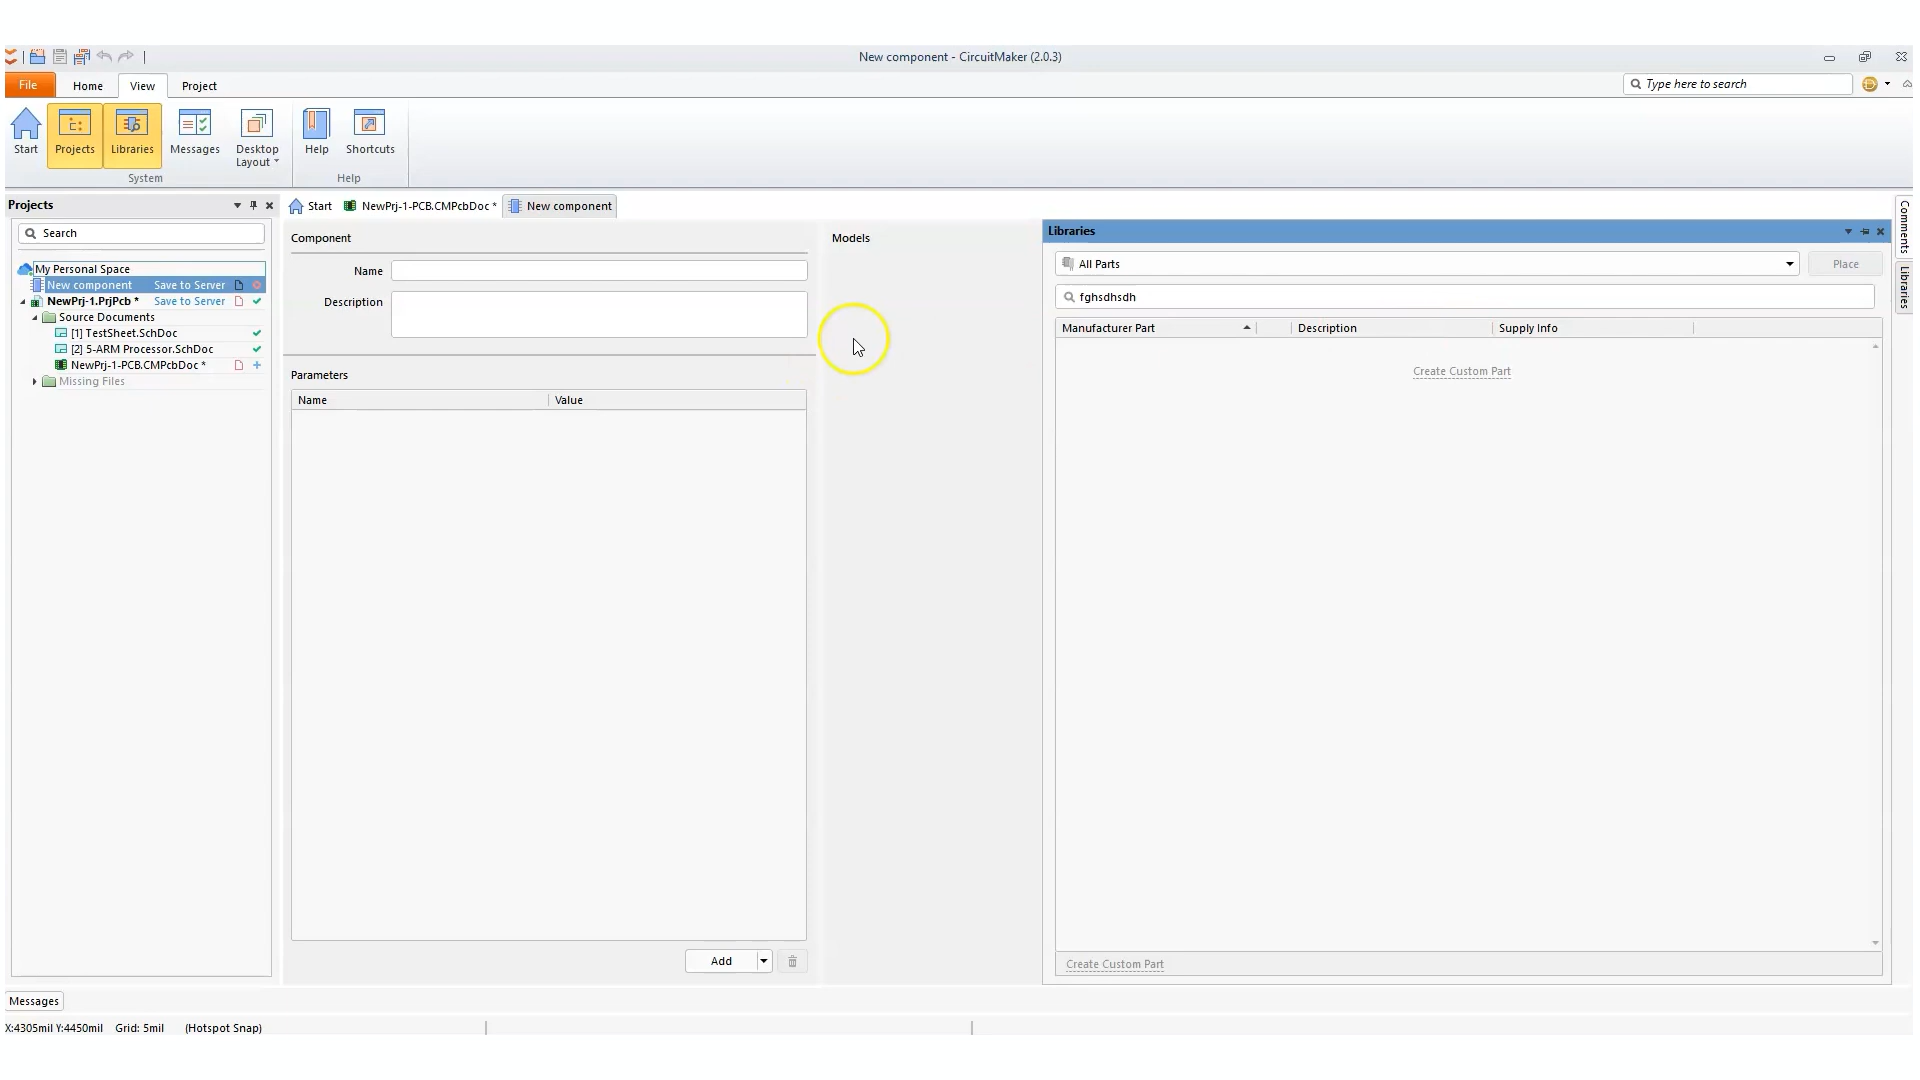 New component - CircuitMaker (2.0.3)
File
Home
View
Project
Type here to search
Start
Projects
Libraries
Messages
Desktop
Layout
Help
Shortcuts
System
Help
Projects
Start
NewPrj-1-PCB.CMPcbDoc *
New component
Search
My Personal Space
New component Save to Server
NewPrj-1.PrjPcb * Save to Server
Source Documents
[1] TestSheet.SchDoc
[2] 5-ARM Processor.SchDoc
NewPrj-1-PCB.CMPcbDoc *
Missing Files
Component
Name
Description
Parameters
Name Value
Add
Models
Libraries
All Parts
Place
fghsdhsdh
Manufacturer Part Description Supply Info
Create Custom Part
Create Custom Part
Comments
Libraries
Messages
X:4305mil Y:4450mil Grid: 5mil (Hotspot Snap)